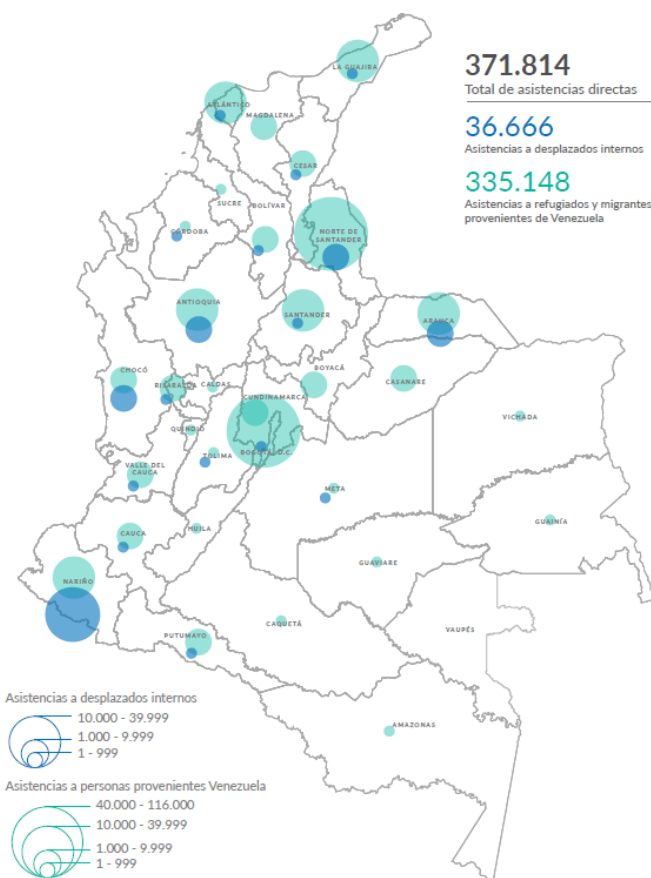 371.814
Total de asistencias directas
36.666
Asistencias a desplazados internos
335.148
Asistencias a refugiados y migrantes
provenientes de Venezuela
LA GUAJIRA
ATLÁNTICO
MAGDALENA
CESAR
SUCRE
BOLÍVAR
CÓRDOBA
NORTE DE
SANTANDER
ANTIOQUIA
SANTANDER
ARAUCA
CHOCÓ
BOYACÁ
RISARALDA
CALDAS
CASANARE
CUNDINAMARCA
VICHADA
QUINDÍO
BOGOTÁ, D.C.
TOLIMA
VALLE DEL
CAUCA
META
GUAINÍA
CAUCA
HUILA
GUAVIARE
NARIÑO
CAQUETÁ
VAUPÉS
PUTUMAYO
AMAZONAS
Asistencias a desplazados internos
10.000 - 39.999
1.000 - 9.999
1 - 999
Asistencias a personas provenientes Venezuela
40.000 - 116.000
10.000 - 39.999
1.000 - 9.999
1 - 999